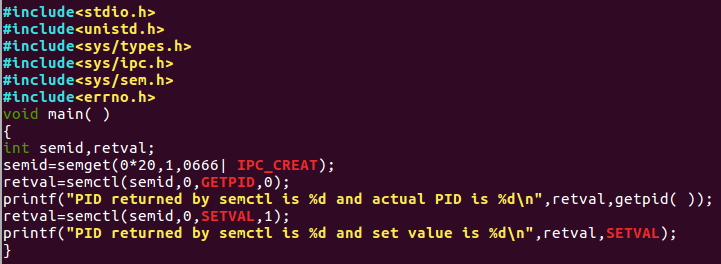 #include<stdio.h>
#include<unistd.h>
#include<sys/types.h>
#include<sys/ipc.h>
#include<sys/sem.h>
#include<errno.h>
void main( )
{
int semid,retval;
semid=semget(0*20,1,0666| IPC_CREAT);
retval=semctl(semid,0,GETPID,0);
printf("PID returned by semctl is %d and actual PID is %d\n",retval,getpid( ));
retval=semctl(semid,0,SETVAL,1);
printf("PID returned by semctl is %d and set value is %d\n",retval,SETVAL);
}